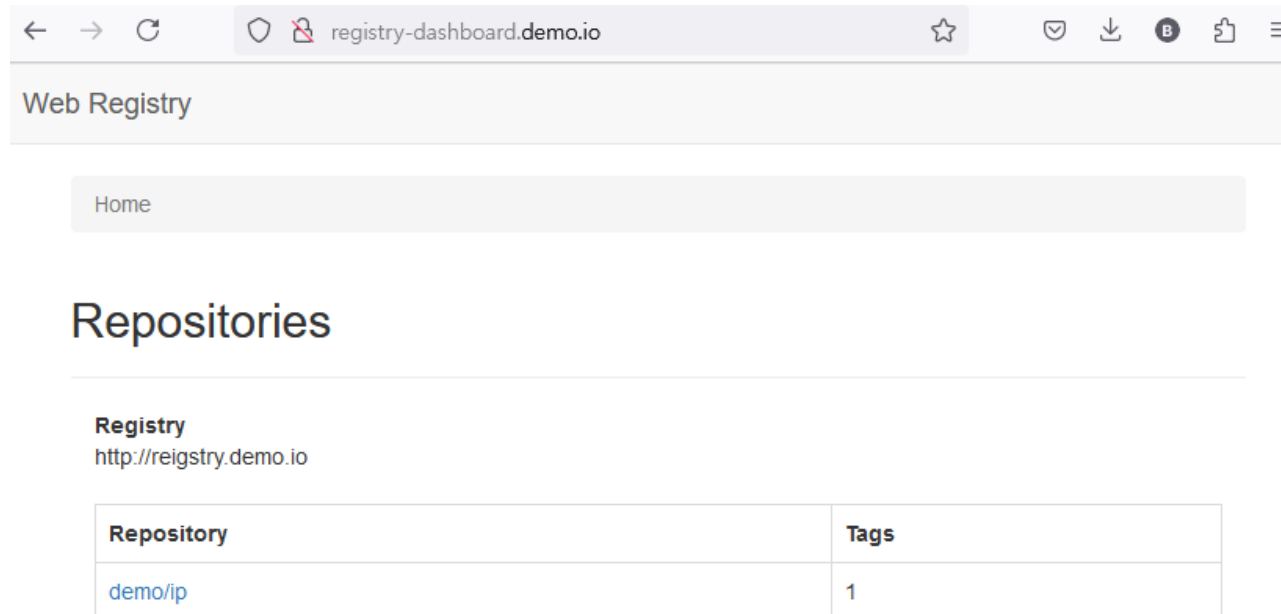 registry-dashboard.demo.io
B
Web Registry
Home
Repositories
Registry
http://reigstry.demo.io
Repository Tags
demo/ip 1